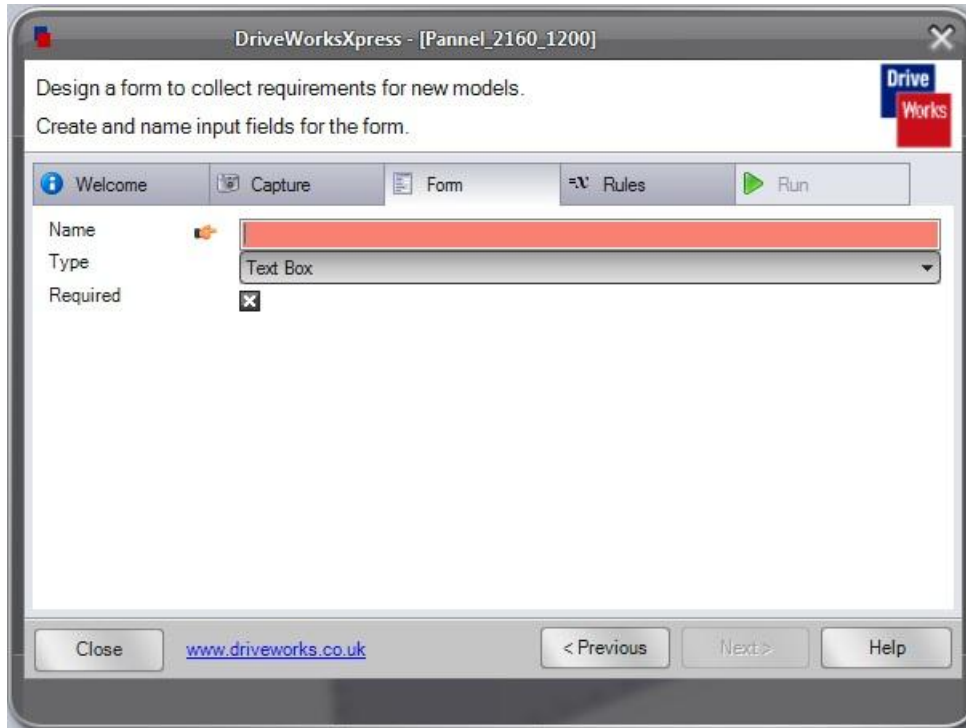 DriveWorksXpress - [Pannel_2160_1200]
Design a form to collect requirements for new models.
Create and name input fields for the form.
Drive
Works
Welcome
Capture
Form
=x Rules
Run
Name
Type
Text Box
Required
Close
www.driveworks.co.uk
< Previous
Next >
Help